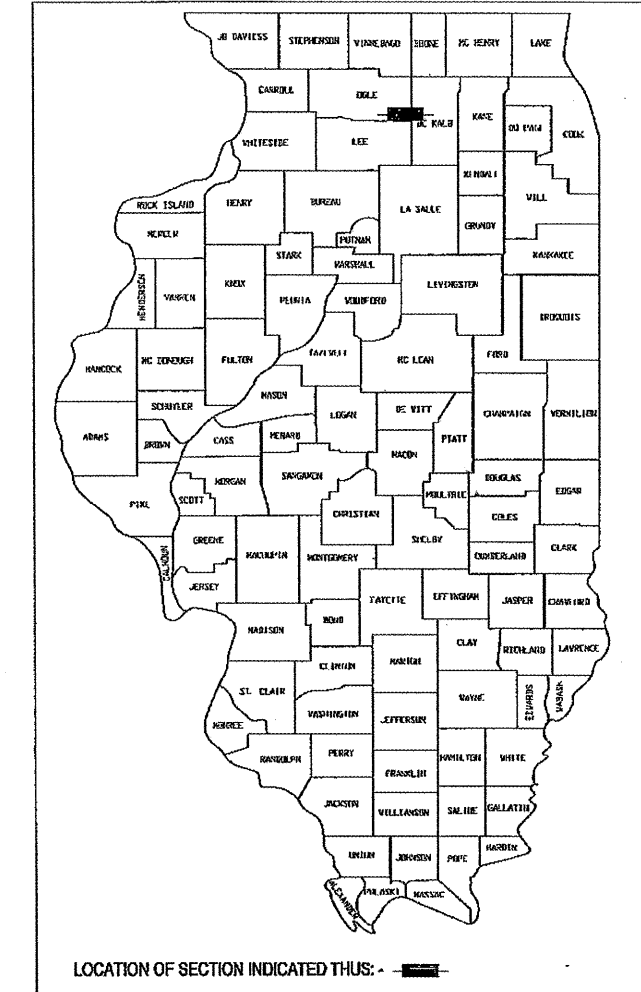 JO DAVIESS STEPHENSON WINNEBAGO BOONE MC HENRY LAKE
CARROLL OGLE DE KALB KANE DU PAGE COOK
WHITESIDE LEE
KENDALL WILL
ROCK ISLAND HENRY BUREAU LA SALLE
MERCER PUTNAM GRUNDY
STARK MARSHALL KANKAKEE
HENDERSON WARREN KNOX PEORIA WOODFORD LIVINGSTON IROQUOIS
HANCOCK MC DONOUGH FULTON TAZEWELL MC LEAN FORD
MASON
SCHUYLER LOGAN DE WITT CHAMPAIGN VERMILION
ADAMS BROWN CASS MENARD PIATT
MACON
PIKE SCOTT MORGAN SANGAMON MOULTRIE DOUGLAS EDGAR
CHRISTIAN COLES
GREENE MACOUPIN MONTGOMERY SHELBY CUMBERLAND CLARK
CALHOUN JERSEY
FAYETTE EFFINGHAM JASPER CRAWFORD
MADISON BOND
CLINTON MARION CLAY RICHLAND LAWRENCE
ST. CLAIR WAYNE EDWARDS WABASH
MONROE WASHINGTON JEFFERSON
RANDOLPH PERRY HAMILTON WHITE
FRANKLIN
JACKSON WILLIAMSON SALINE GALLATIN
UNION JOHNSON POPE HARDIN
ALEXANDER PULASKI MASSAC
LOCATION OF SECTION INDICATED THUS: -